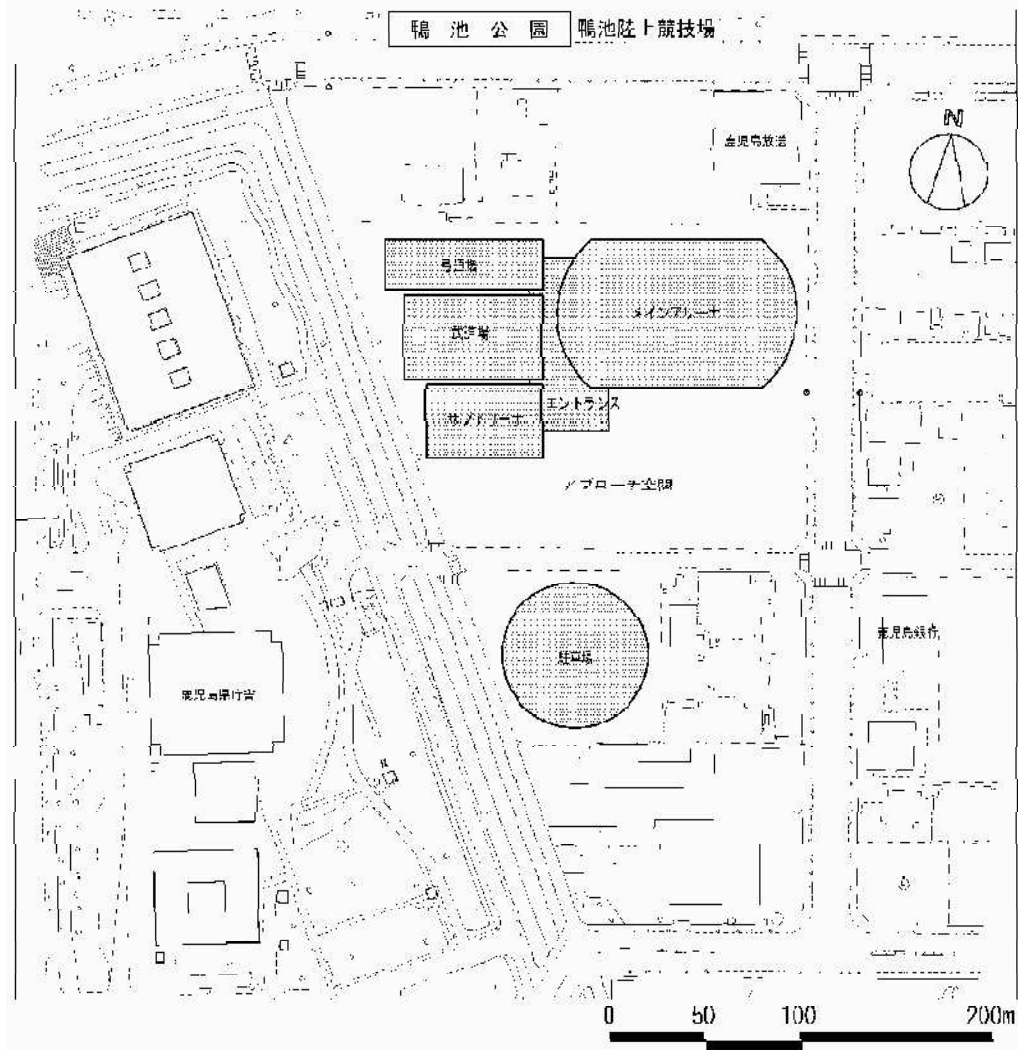 鴨池公園 鴨池陸上競技場
N
鹿児島放送
弓道場
メインアリーナ
武道場
エントランス
サブアリーナ
アプローチ空間
鹿児島銀行
駐車場
鹿児島県庁舎
0 50 100 200m